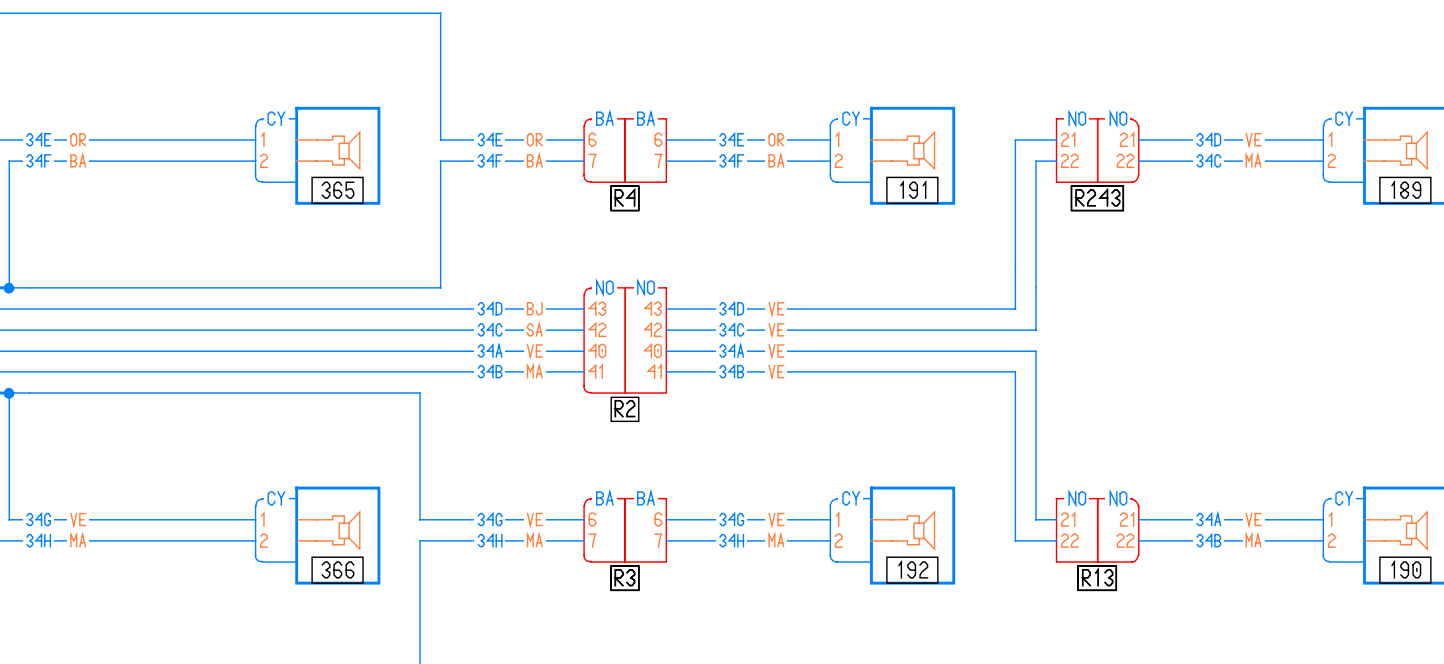 CY BA BA CY NO NO CY
34E OR 1 34E OR 6 6 34E OR 1 21 21 34D VE 1
34F BA 2 34F BA 7 7 34F BA 2 22 22 34C MA 2
365 R4 191 R243 189
NO NO
34D BJ 43 43 34D VE
34C SA 42 42 34C VE
34A VE 40 40 34A VE
34B MA 41 41 34B VE
R2
CY BA BA CY NO NO CY
34G VE 1 34G VE 6 6 34G VE 1 21 21 34A VE 1
34H MA 2 34H MA 7 7 34H MA 2 22 22 34B MA 2
366 R3 192 R13 190